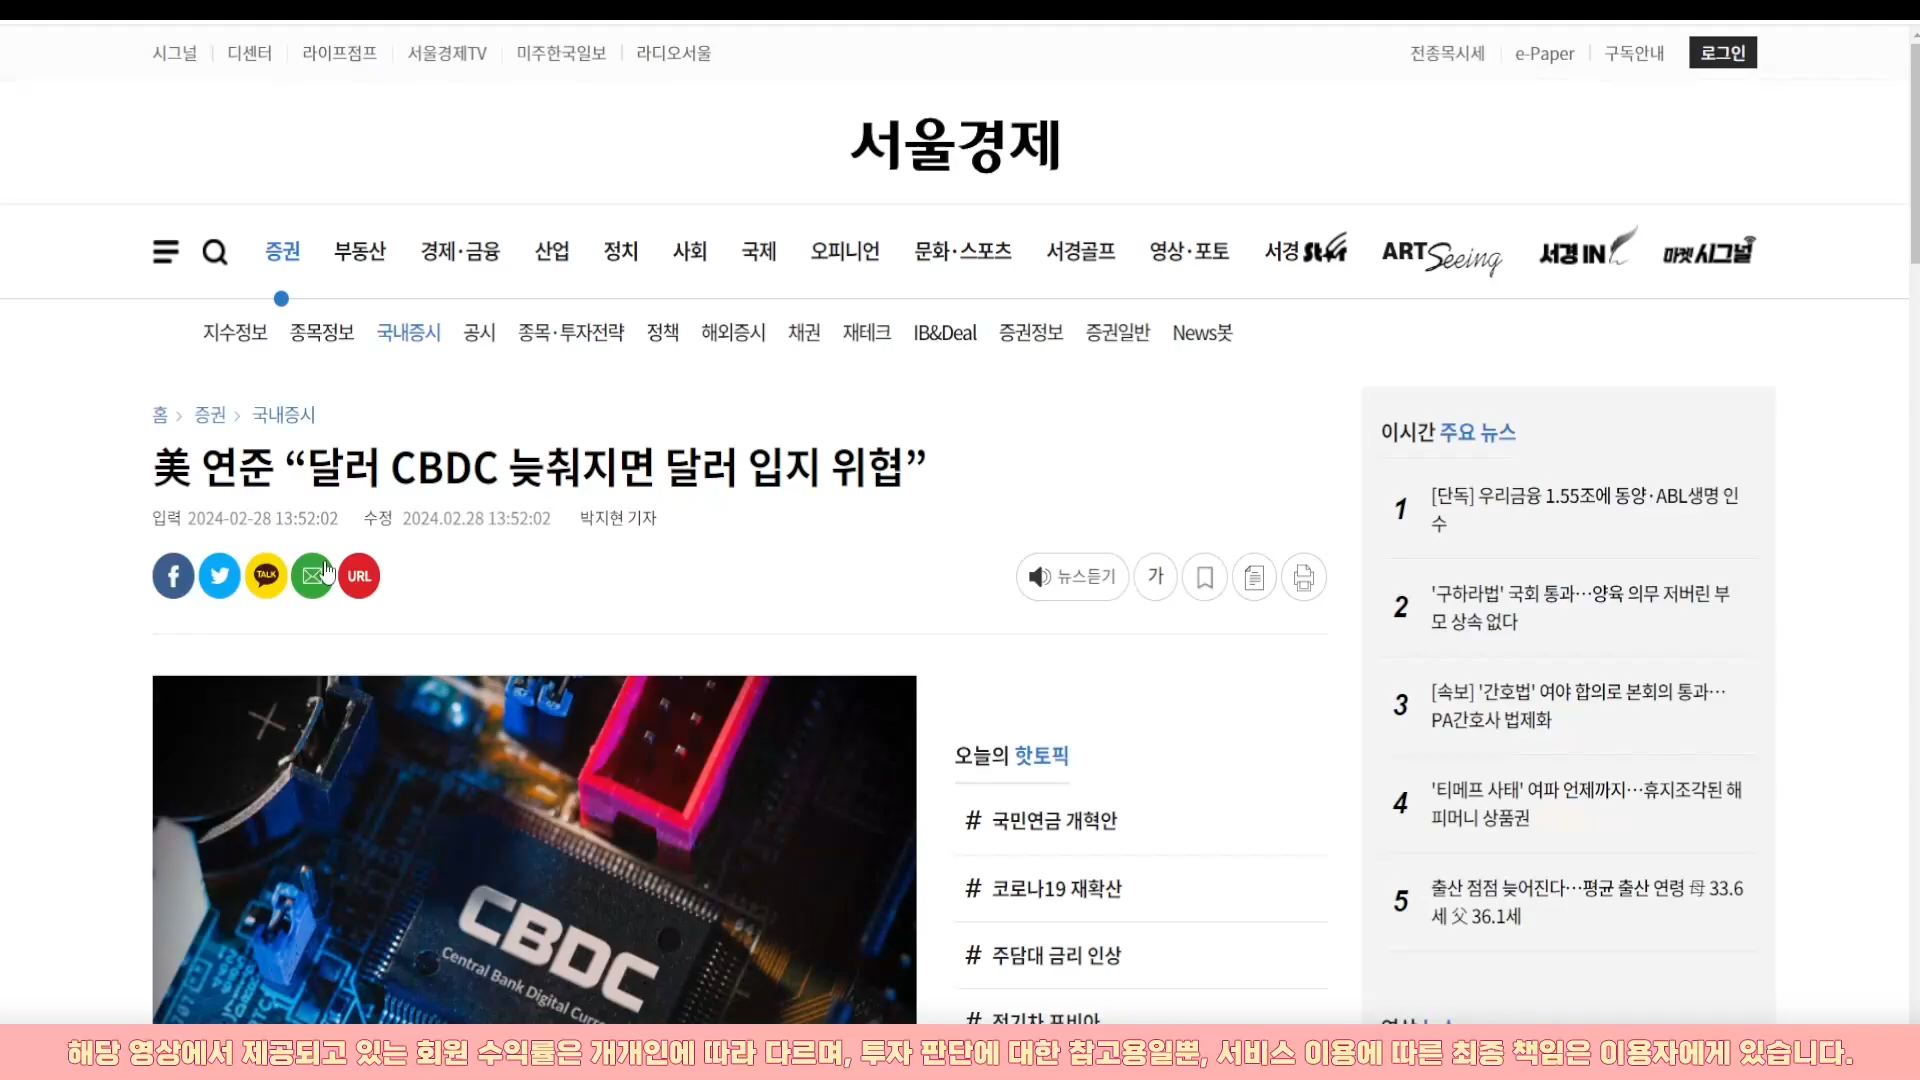 시그널 디센터 라이프점프 서울경제TV 미주한국일보 라디오서울
전종목시세 e-Paper 구독안내 로그인
서울경제
증권 부동산 경제·금융 산업 정치 사회 국제 오피니언 문화·스포츠 서경골프 영상·포토 서경 ART Seeing 서경IN 마켓시그널
지수정보 종목정보 국내증시 공시 종목·투자전략 정책 해외증시 채권 재테크 IB&Deal 증권정보 증권일반 News봇
홈 > 증권 > 국내증시
美 연준 “달러 CBDC 늦춰지면 달러 입지 위협”
입력 2024-02-28 13:52:02 수정 2024.02.28 13:52:02 박지현 기자
TALK URL
뉴스듣기 가
CBDC
Central Bank Digital
오늘의 핫토픽
# 국민연금 개혁안
# 코로나19 재확산
# 주담대 금리 인상
이시간 주요 뉴스
1 [단독] 우리금융 1.55조에 동양·ABL생명 인
수
2 '구하라법' 국회 통과…양육 의무 저버린 부
모 상속 없다
3 [속보] '간호법' 여야 합의로 본회의 통과…
PA간호사 법제화
4 '티메프 사태' 여파 언제까지…휴지조각된 해
피머니 상품권
5 출산 점점 늦어진다…평균 출산 연령 母 33.6
세 父 36.1세
해당 영상에서 제공되고 있는 회원 수익률은 개개인에 따라 다르며, 투자 판단에 대한 참고용일뿐, 서비스 이용에 따른 최종 책임은 이용자에게 있습니다.